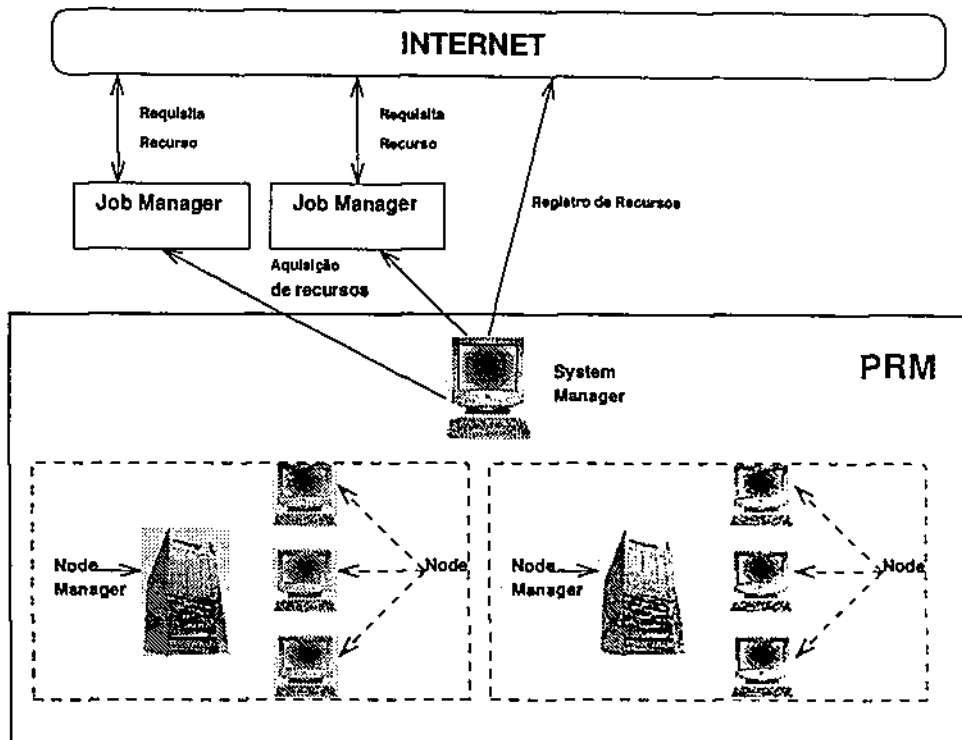 INTERNET
Requisita
Recurso
Requisita
Recurso
Job Manager
Job Manager
Registro de Recursos
Aquisição
de recursos
PRM
System
Manager
Node
Manager
Node
Node
Manager
Node